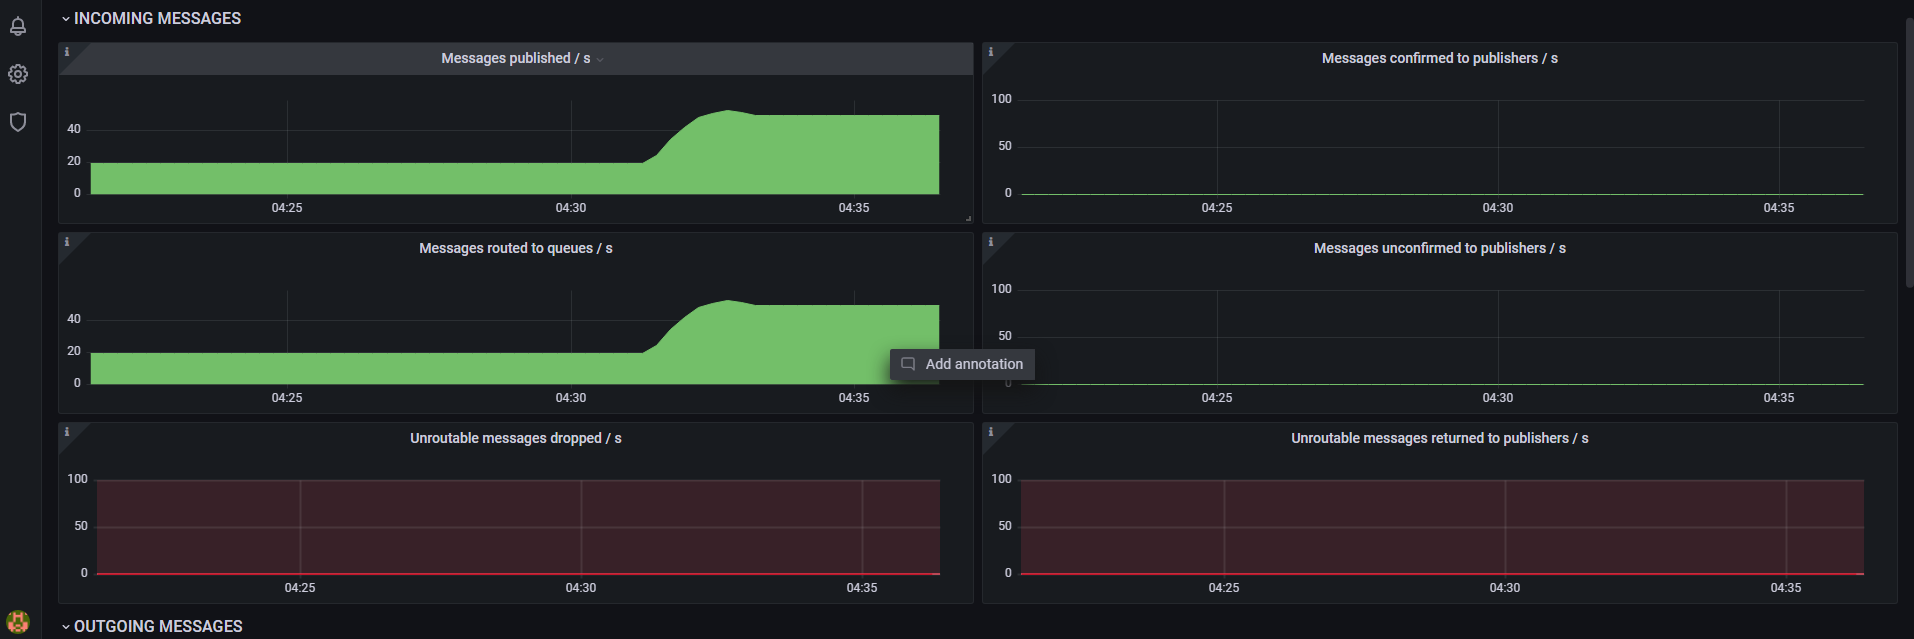 INCOMING MESSAGES
Messages published / s
40
20
0
04:25 04:30 04:35
Messages confirmed to publishers / s
100
50
0
04:25 04:30 04:35
Messages routed to queues / s
40
20
0
04:25 04:30 04:35
Add annotation
Messages unconfirmed to publishers / s
100
50
0
04:25 04:30 04:35
Unroutable messages dropped / s
100
50
0
04:25 04:30 04:35
Unroutable messages returned to publishers / s
100
50
0
04:25 04:30 04:35
OUTGOING MESSAGES